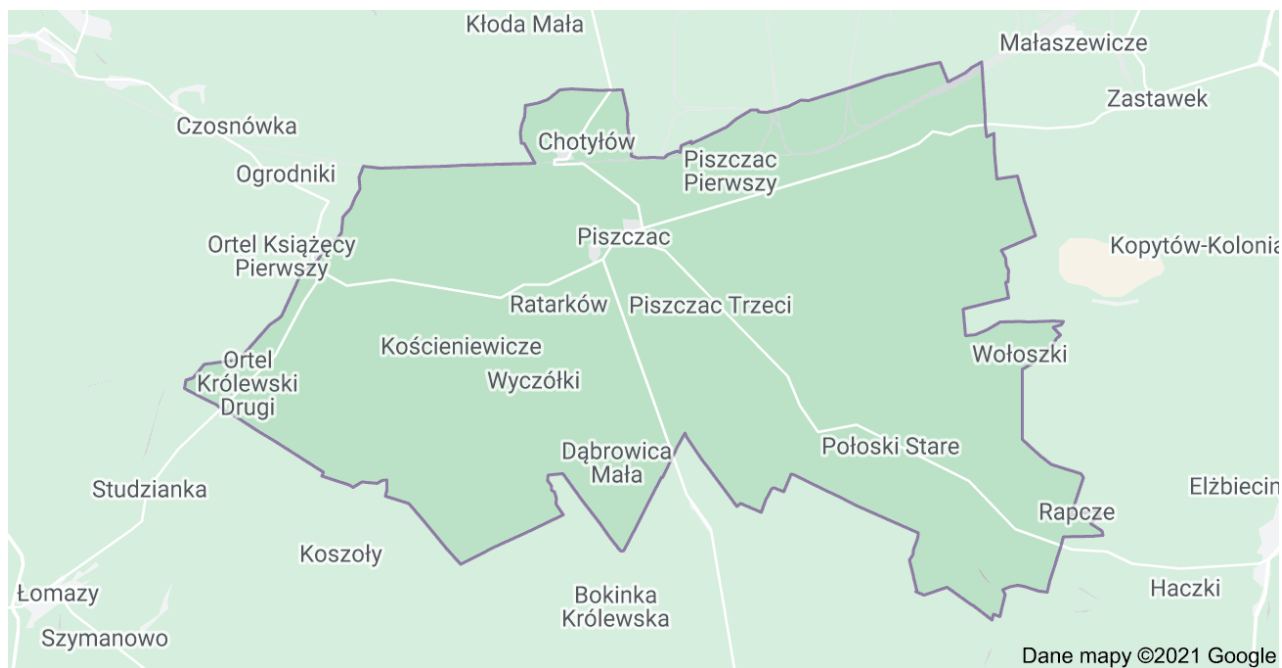 Kłoda Mała
Małaszewicze
Zastawek
Czosnówka
Chotyłów
Ogrodniki
Piszczac
Pierwszy
Ortel Książęcy
Pierwszy
Piszczac
Kopytów-Kolonia
Ratarków
Piszczac Trzeci
Kościeniewicze
Wołoszki
Ortel
Królewski
Drugi
Wyczółki
Dąbrowica
Mała
Połoski Stare
Studzianka
Elżbiecin
Rapcze
Koszoły
Łomazy
Bokinka
Królewska
Haczki
Szymanowo
Dane mapy ©2021 Google